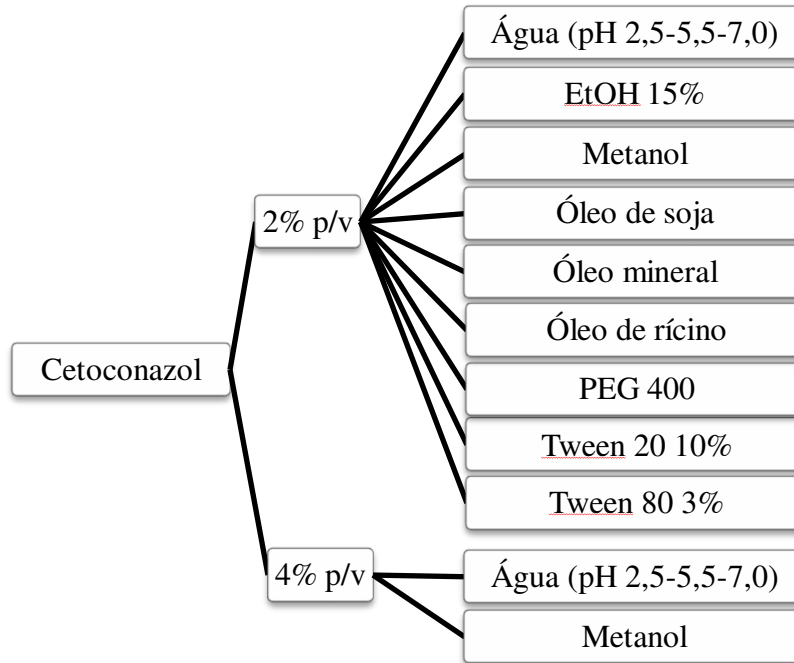 Cetoconazol
2% p/v
Água (pH 2,5-5,5-7,0)
EtOH 15%
Metanol
Óleo de soja
Óleo mineral
Óleo de rícino
PEG 400
Tween 20 10%
Tween 80 3%
4% p/v
Água (pH 2,5-5,5-7,0)
Metanol